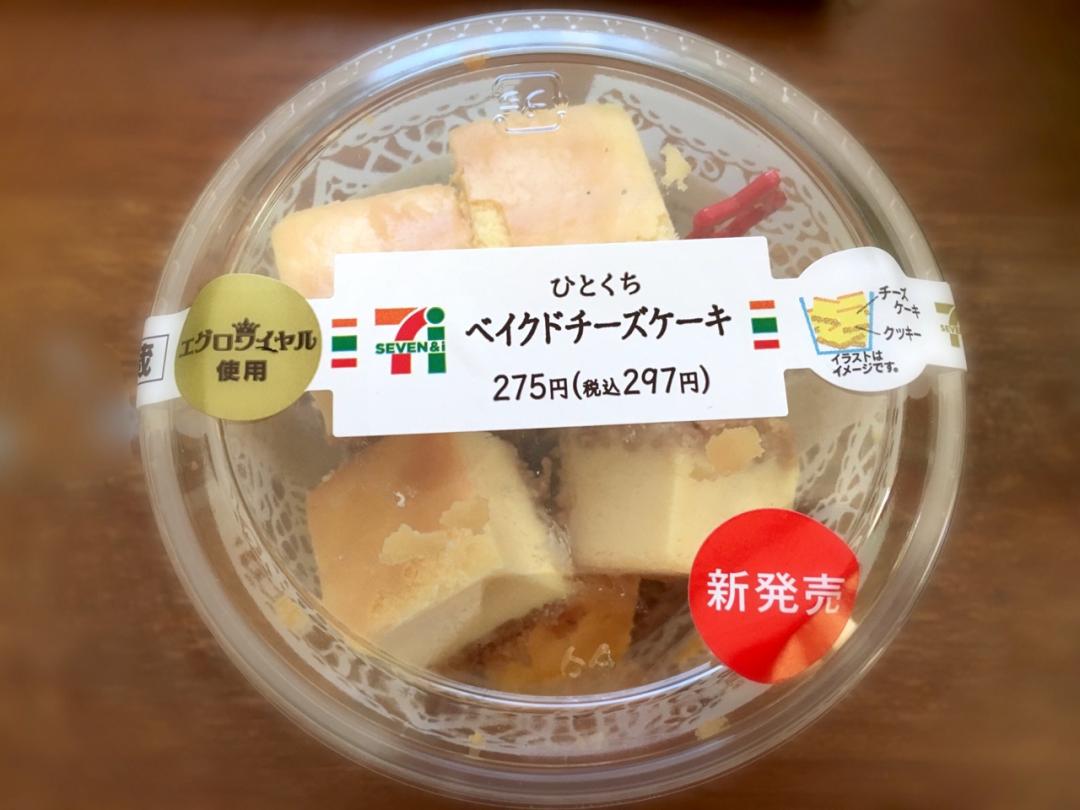 ひとくち
ベイクドチーズケーキ
275円(税込297円)
SEVEN&i
エグロワイヤル
使用
チーズ
ケーキ
クッキー
イラストは
イメージです。
新発売